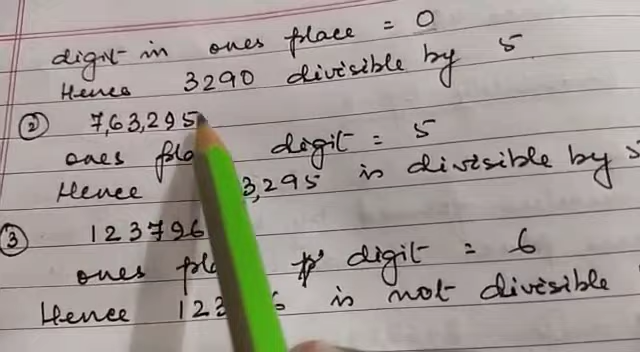 digit in ones place = 0
Hence 3290 divisible by 5
② 7,63,295
ones digit = 5
Hence 3,295 is divisible by 5
③ 123796
ones digit = 6
Hence is not divisible